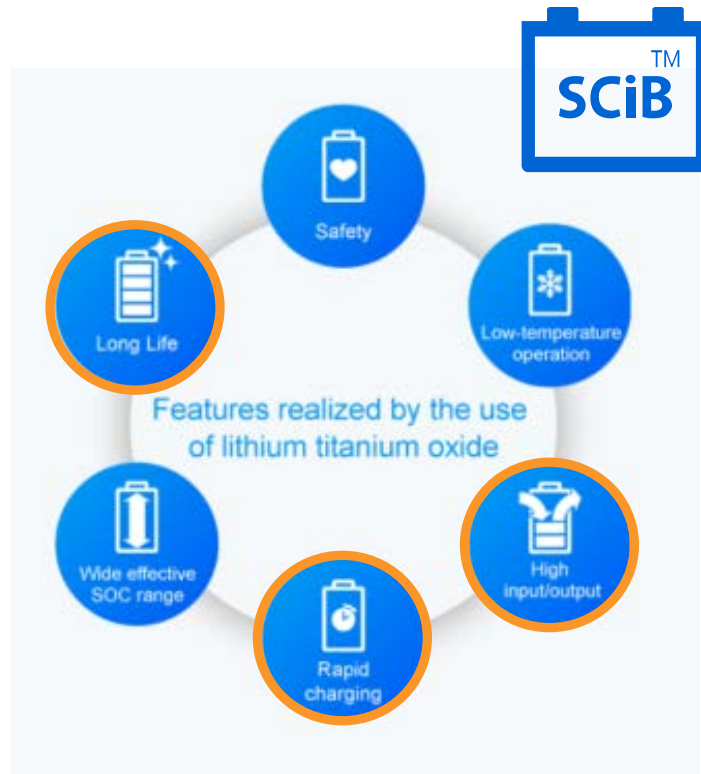 TM
SCiB
Safety
Long Life
Low-temperature
operation
Features realized by the use
of lithium titanium oxide
Wide effective
SOC range
High
input/output
Rapid
charging